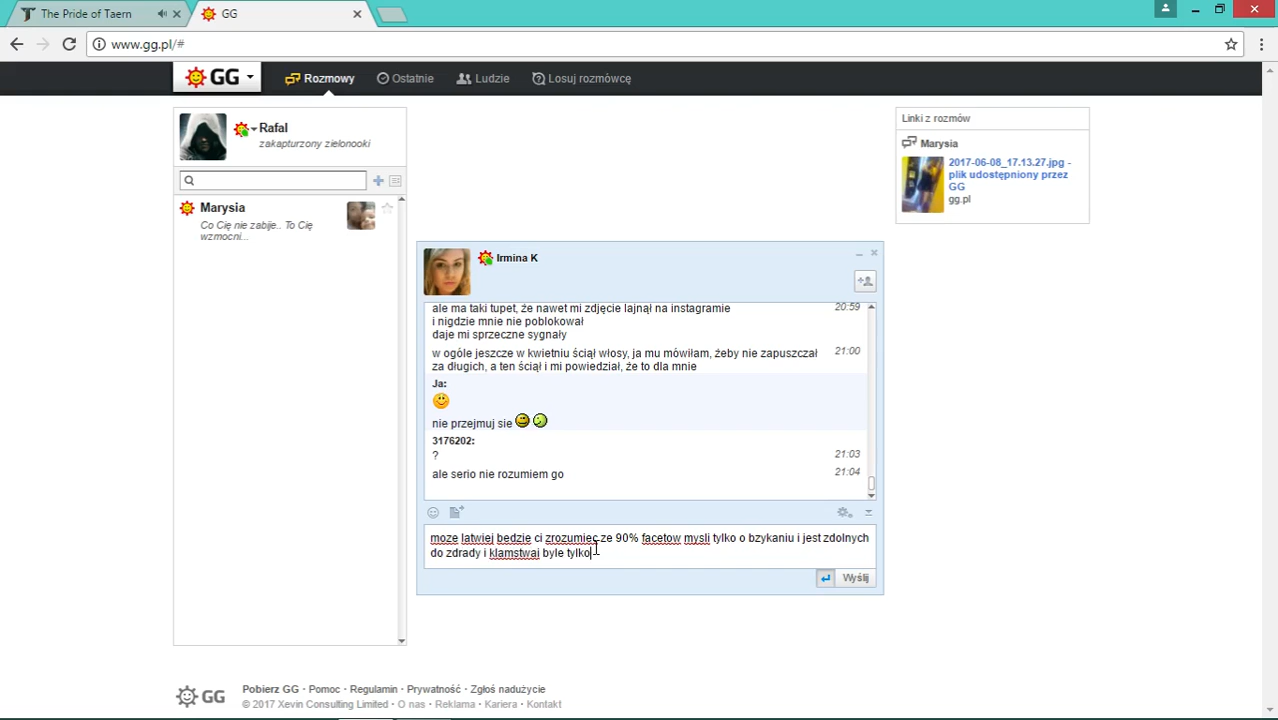 The Pride of Taern
GG
www.gg.pl/#
GG
Rozmowy
Ostatnie
Ludzie
Losuj rozmówcę
Rafal
zakapturzony zielonooki
Marysia
Co Cię nie zabije.. To Cię
wzmocni...
Irmina K
ale ma taki tupet, że nawet mi zdjęcie lajnął na instagramie
20:59
i nigdzie mnie nie poblokował
daje mi sprzeczne sygnały
w ogóle jeszcze w kwietniu ściął włosy, ja mu mówiłam, żeby nie zapuszczał
21:00
za długich, a ten ściął i mi powiedział, że to dla mnie
Ja:
nie przejmuj sie
3176202:
?
21:03
ale serio nie rozumiem go
21:04
moze latwiej bedzie ci zrozumiec ze 90% facetow mysli tylko o bzykaniu i jest zdolnych
do zdrady i klamstwai byle tylko
Wyślij
Linki z rozmów
Marysia
2017-06-08_17.13.27.jpg -
plik udostępniony przez
GG
gg.pl
GG
Pobierz GG · Pomoc · Regulamin · Prywatność · Zgłoś nadużycie
© 2017 Xevin Consulting Limited · O nas · Reklama · Kariera · Kontakt